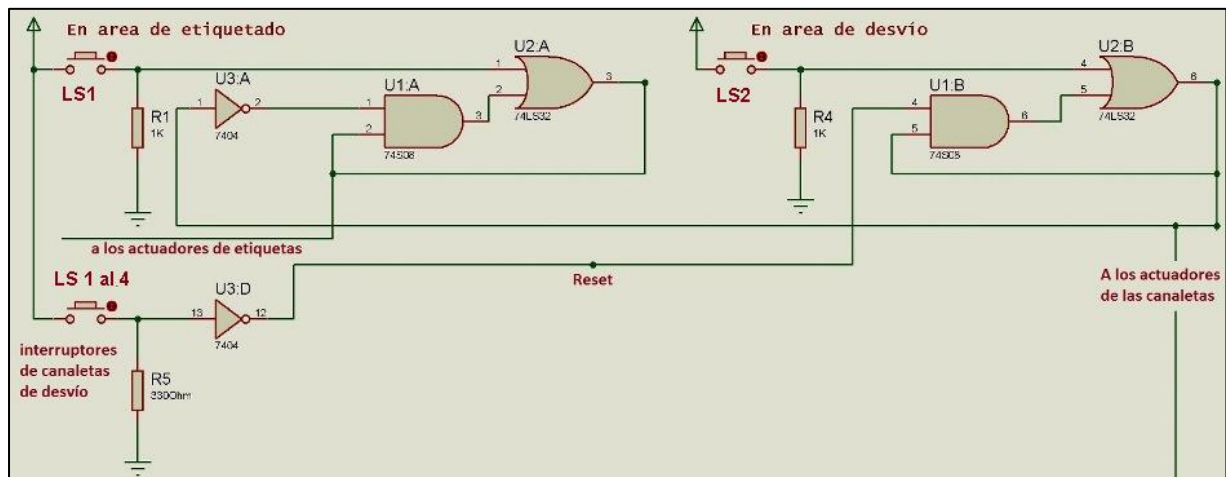 En area de etiquetado
LS1
R1
1K
U3:A
1
2
7404
U1:A
1
2
3
74S08
U2:A
1
2
3
74LS32
En area de desvío
LS2
R4
1K
U1:B
4
5
6
74S08
U2:B
4
5
6
74LS32
a los actuadores de etiquetas
LS 1 al 4
U3:D
13
12
7404
Reset
A los actuadores
de las canaletas
interruptores
de canaletas
de desvío
R5
330Ohm